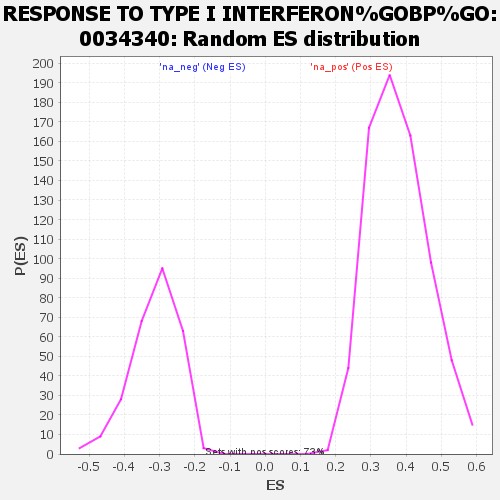 RESPONSE TO TYPE I INTERFERON%GOBP%GO:
0034340: Random ES distribution
'na_neg' (Neg ES)
'na_pos' (Pos ES)
200
190
180
170
160
150
140
130
120
110
100
90
80
70
60
50
40
30
20
10
0
P(ES)
Sets with pos scores: 73%
-0.5 -0.4 -0.3 -0.2 -0.1 0.0 0.1 0.2 0.3 0.4 0.5 0.6
ES